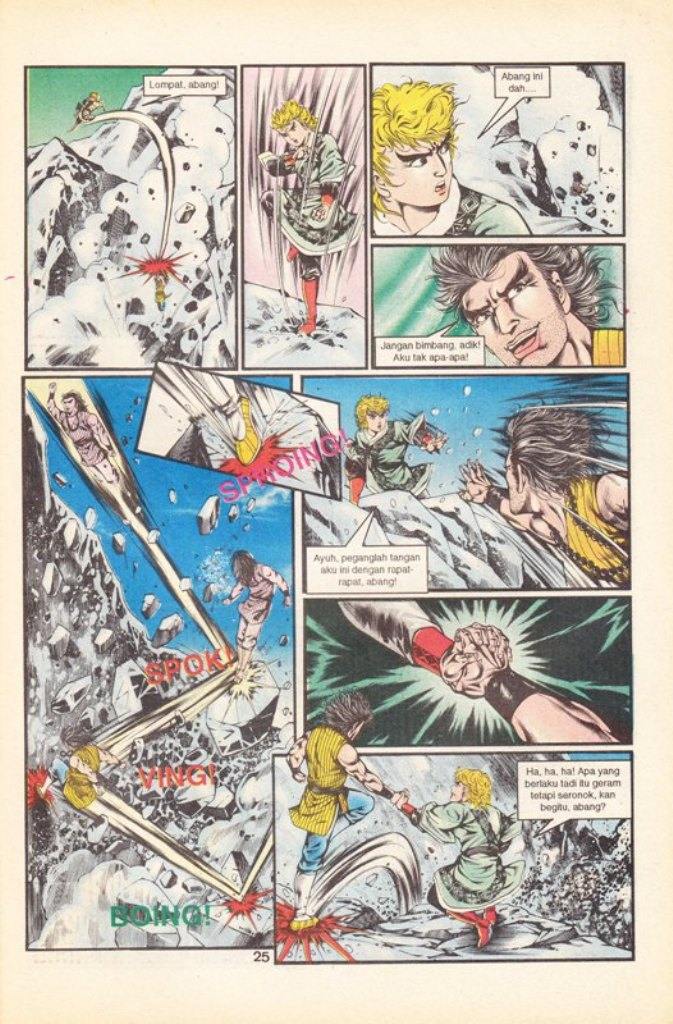 Lompat, abang!
Abang ini
dah....
Jangan bimbang, adik!
Aku tak apa-apa!
SPROING!
Ayuh, peganglah tangan
aku ini dengan rapat-
rapat, abang!
SPOK!
VING!
BOING!
Ha, ha, ha! Apa yang
berlaku tadi itu geram
tetapi seronok, kan
begitu, abang?
25